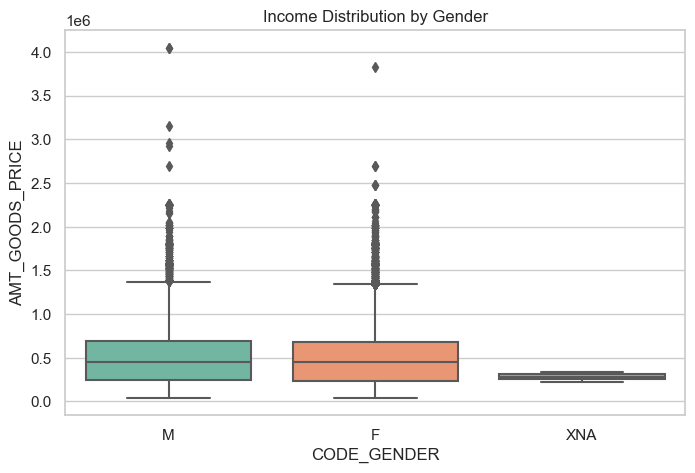 Income Distribution by Gender
1e6
4.0
3.5
3.0
2.5
2.0
1.5
1.0
0.5
0.0
AMT_GOODS_PRICE
M F XNA
CODE_GENDER